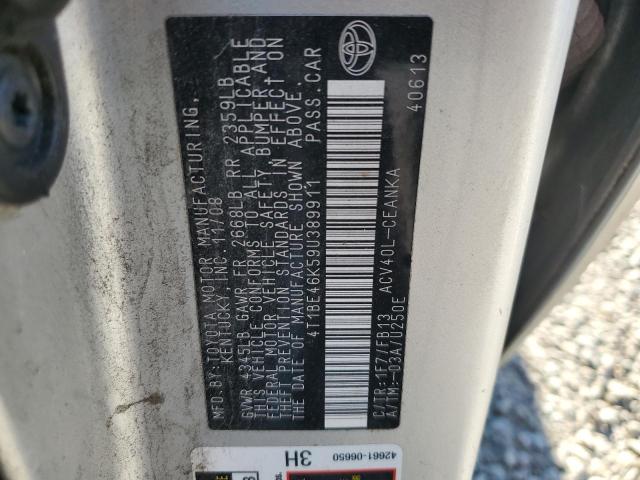 MFD. BY:TOYOTA MOTOR MANUFACTURING,
KENTUCKY INC. 11/08
GVWR 4345LB GAWR FR 2668LB RR 2359LB
THIS VEHICLE CONFORMS TO ALL APPLICABLE
FEDERAL MOTOR VEHICLE SAFETY, BUMPER AND
THEFT PREVENTION STANDARDS IN EFFECT ON
THE DATE OF MANUFACTURE SHOWN ABOVE.
4T1BE46K59U389911 PASS.CAR
C/TR:1F7/FB13 ACV40L-CEANKA
A/TM:-03A/U250E
40613
42661-06650
3H